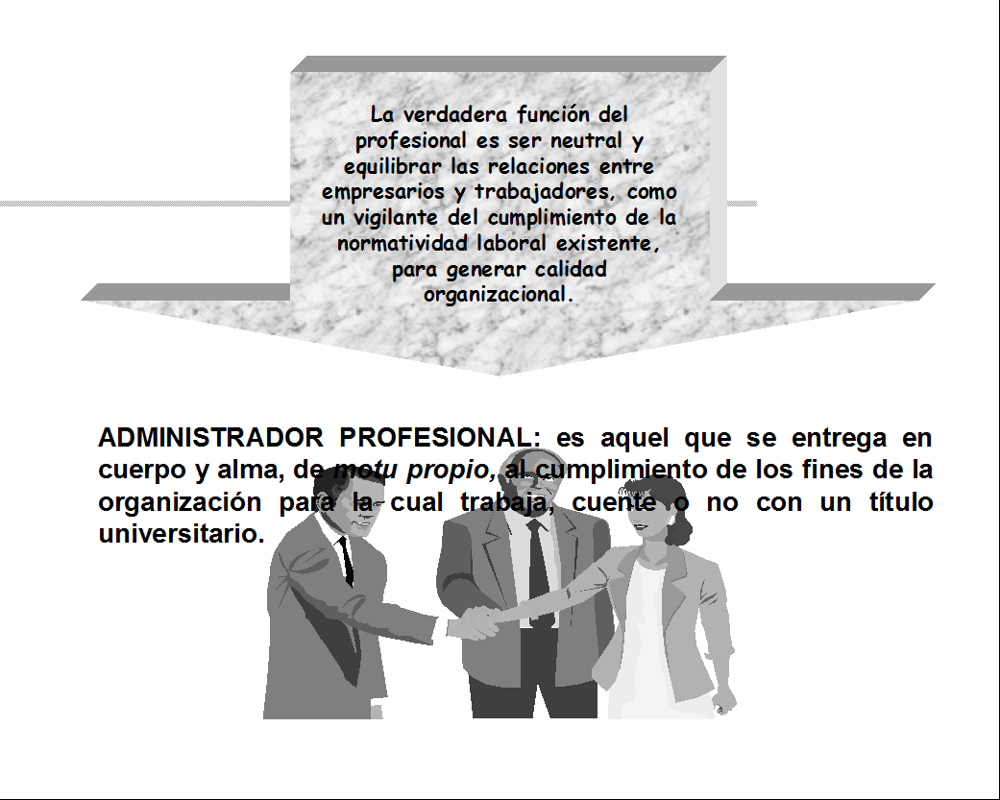 La verdadera función del
profesional es ser neutral y
equilibrar las relaciones entre
empresarios y trabajadores, como
un vigilante del cumplimiento de la
normatividad laboral existente,
para generar calidad
organizacional.
ADMINISTRADOR PROFESIONAL: es aquel que se entrega en
cuerpo y alma, de motu propio, al cumplimiento de los fines de la
organización para la cual trabaja, cuente o no con un título
universitario.